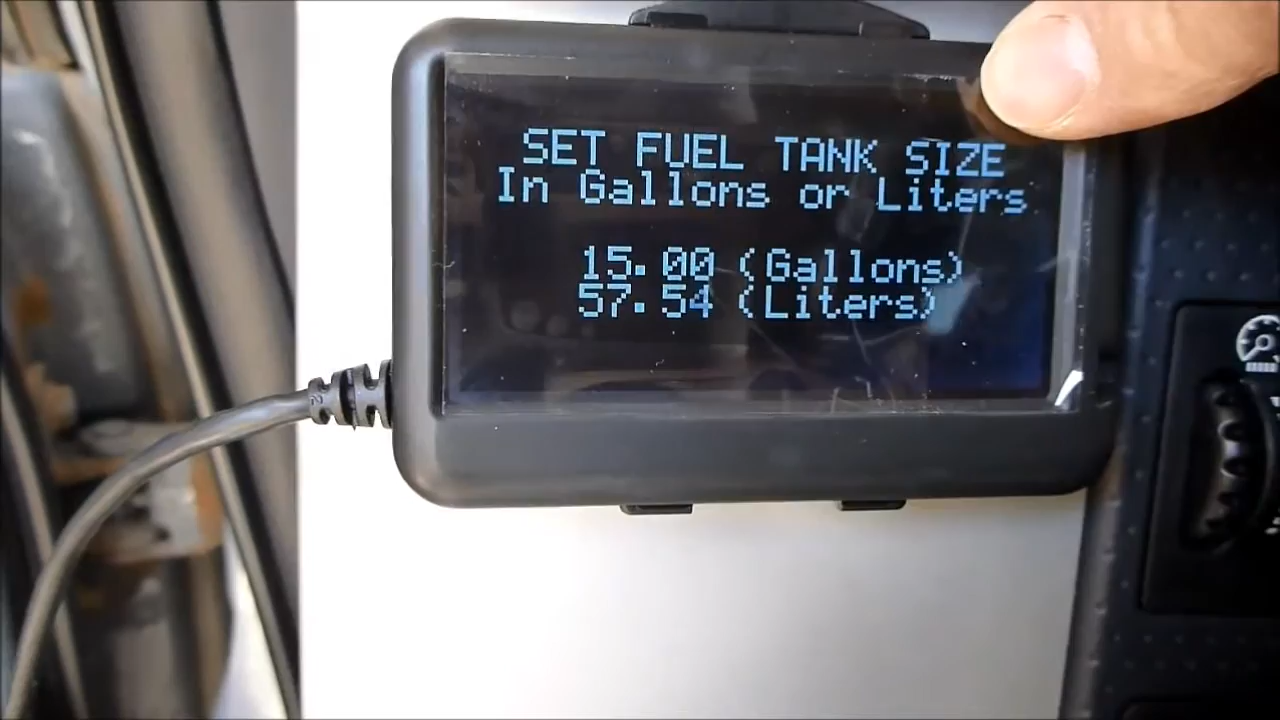 SET FUEL TANK SIZE
In Gallons or Liters
15.00 (Gallons)
57.54 (Liters)